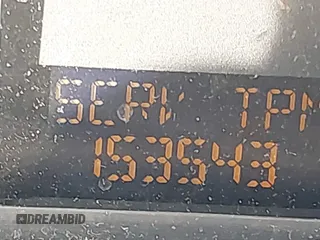 SERV TPM
153543
DREAMBID